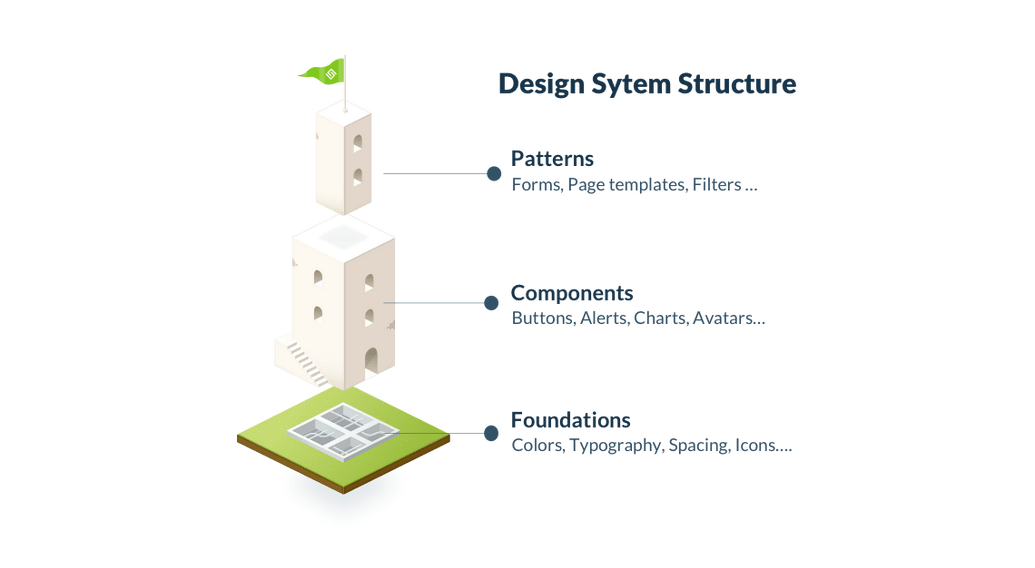 Design Sytem Structure
Patterns
Forms, Page templates, Filters ...
Components
Buttons, Alerts, Charts, Avatars...
Foundations
Colors, Typography, Spacing, Icons....